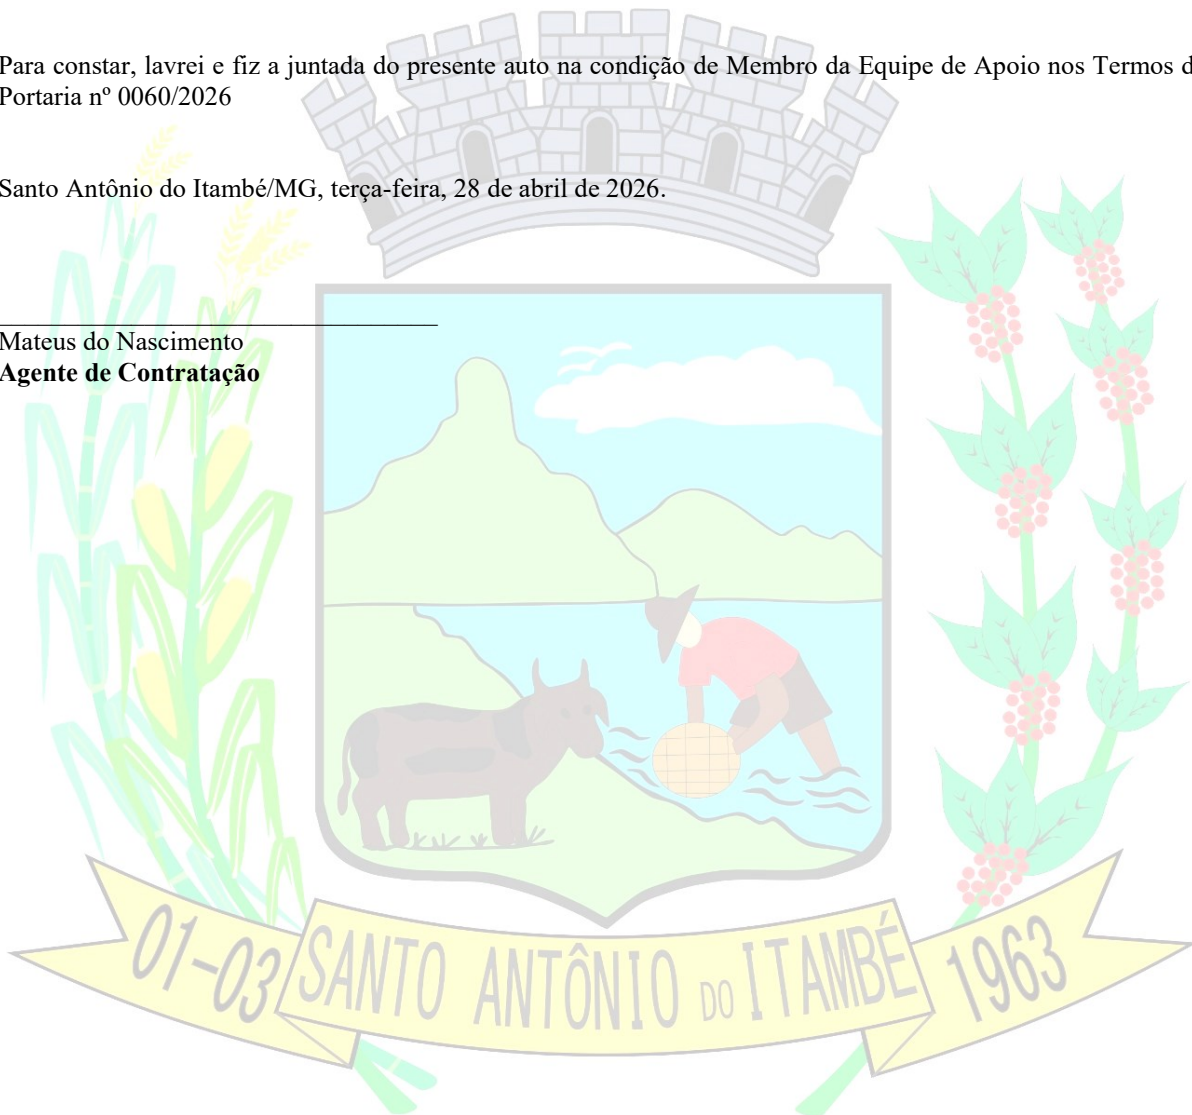 Para constar, lavrei e fiz a juntada do presente auto na condição de Membro da Equipe de Apoio nos Termos d
Portaria nº 0060/2026
Santo Antônio do Itambé/MG, terça-feira, 28 de abril de 2026.
Mateus do Nascimento
Agente de Contratação
01-03 SANTO ANTÔNIO DO ITAMBÉ 1963